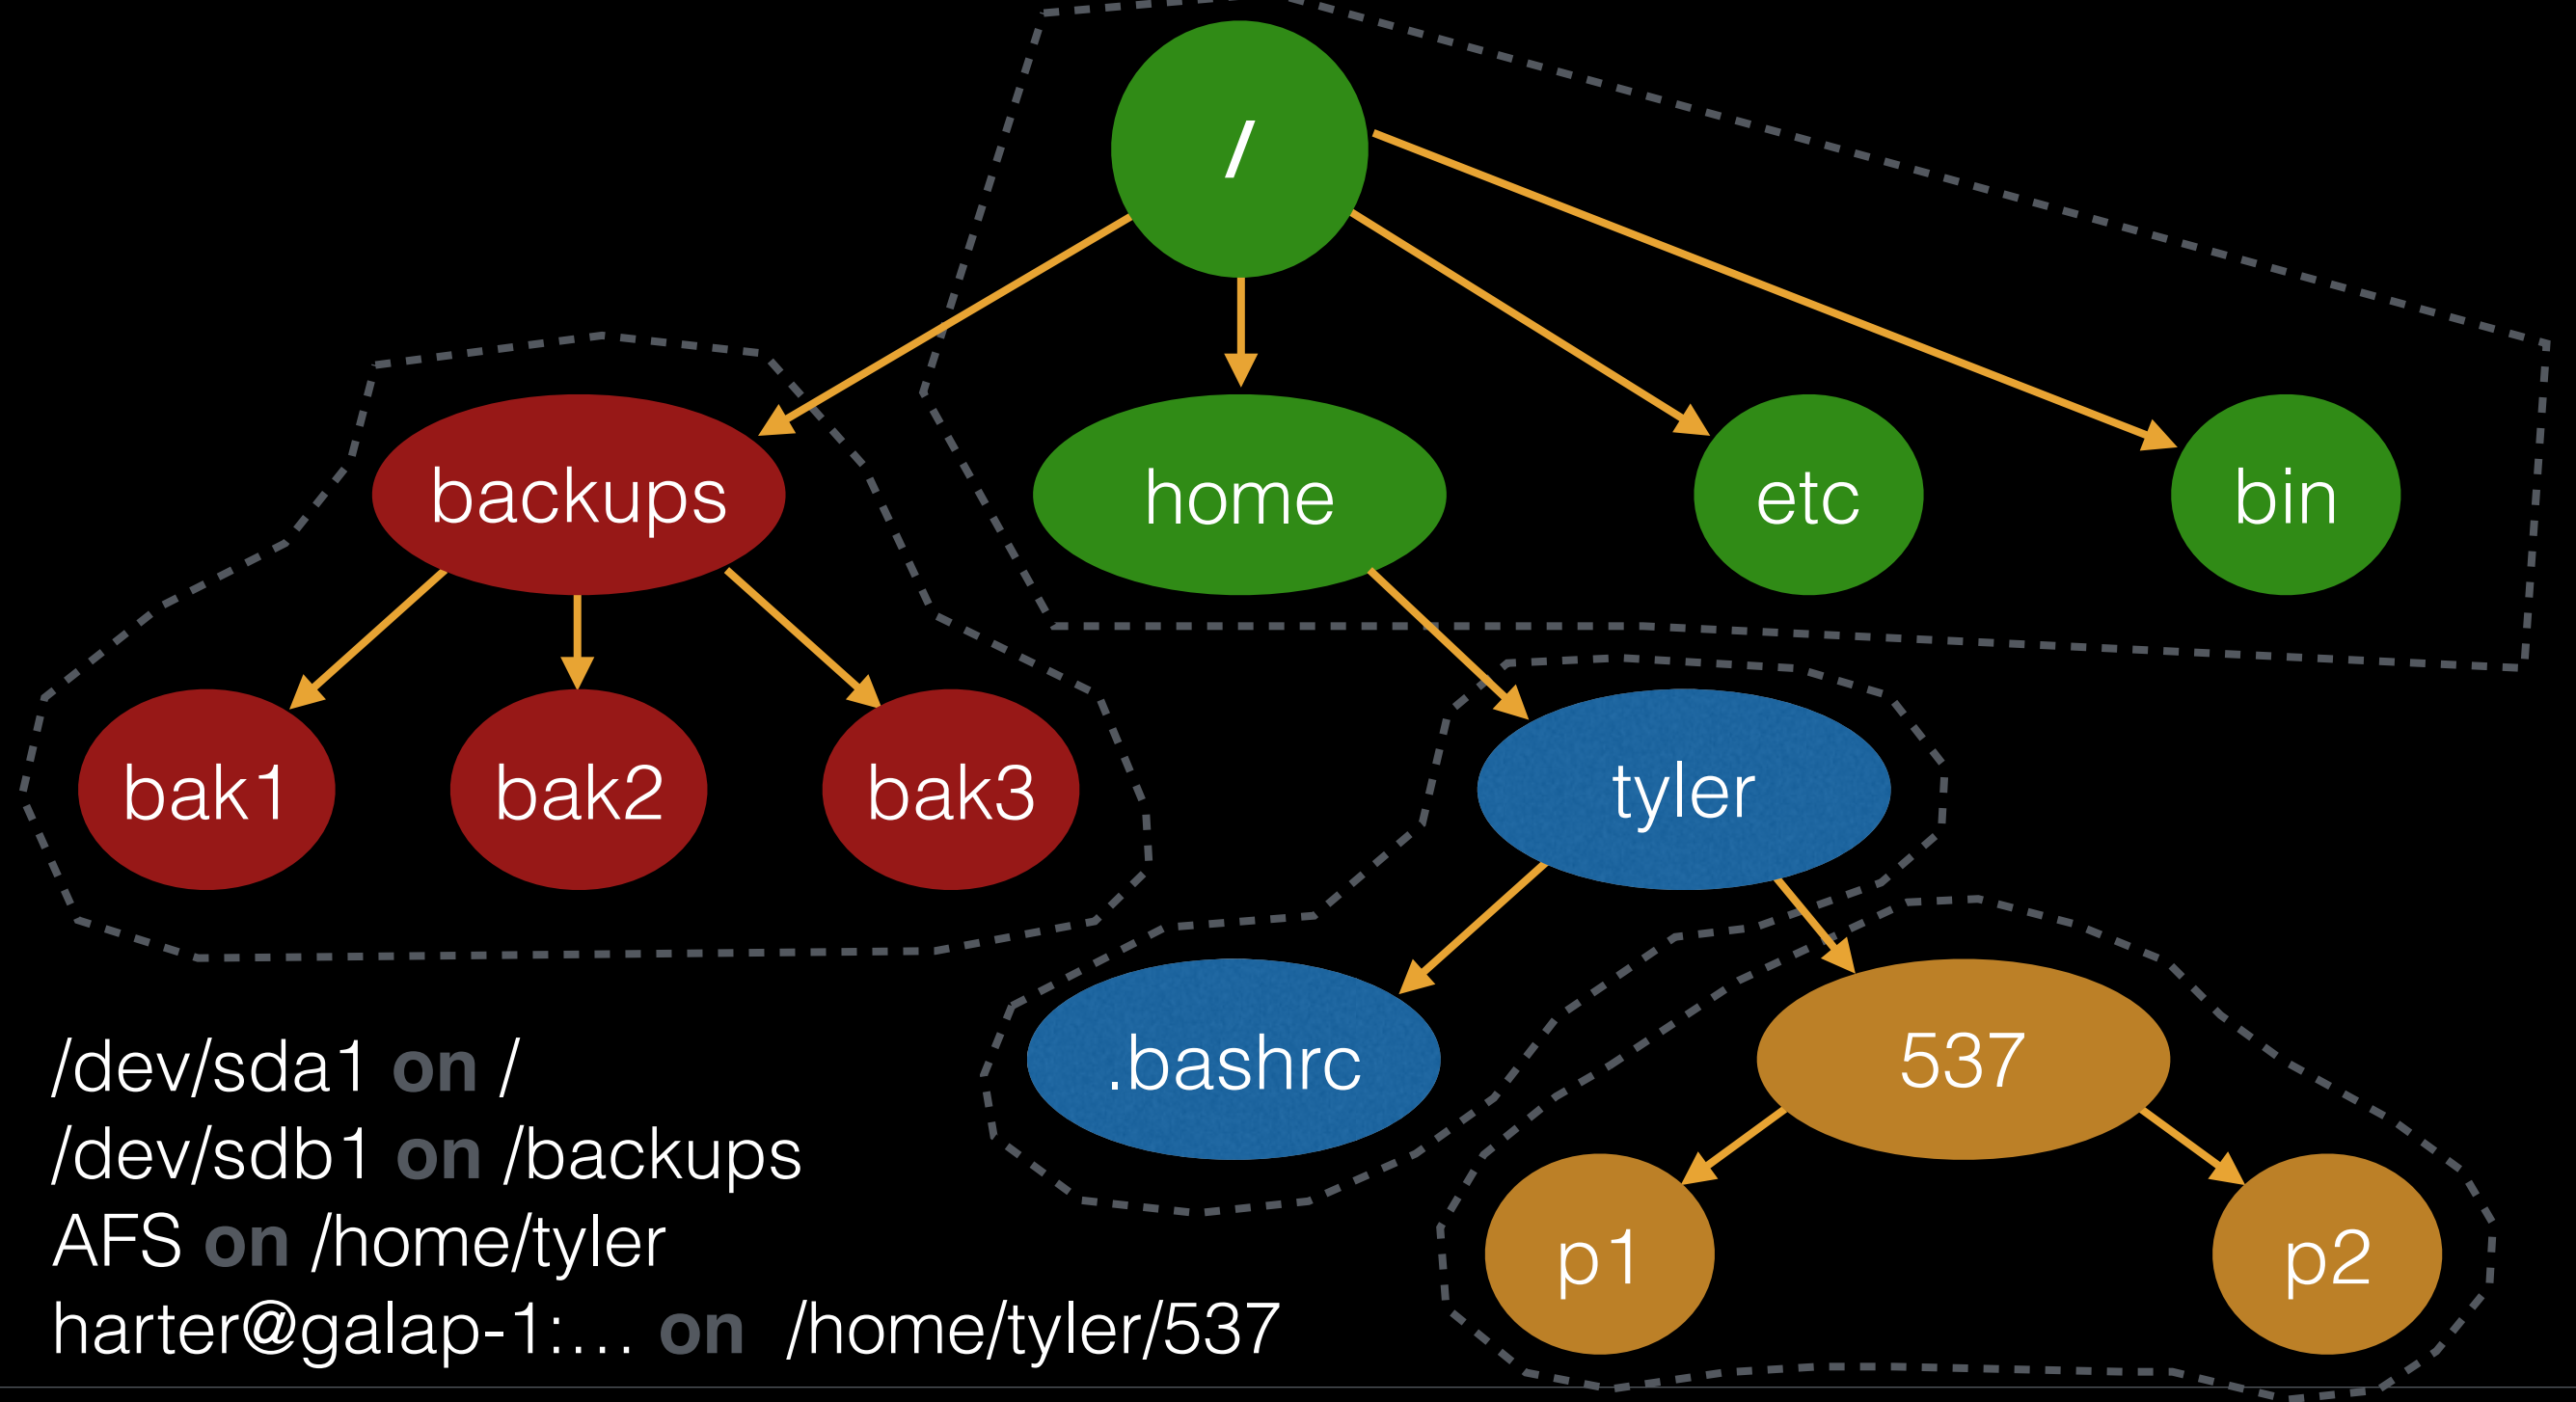 /
backups
home
etc
bin
bak1
bak2
bak3
tyler
.bashrc
537
p1
p2
/dev/sda1 on /
/dev/sdb1 on /backups
AFS on /home/tyler
harter@galap-1:… on /home/tyler/537